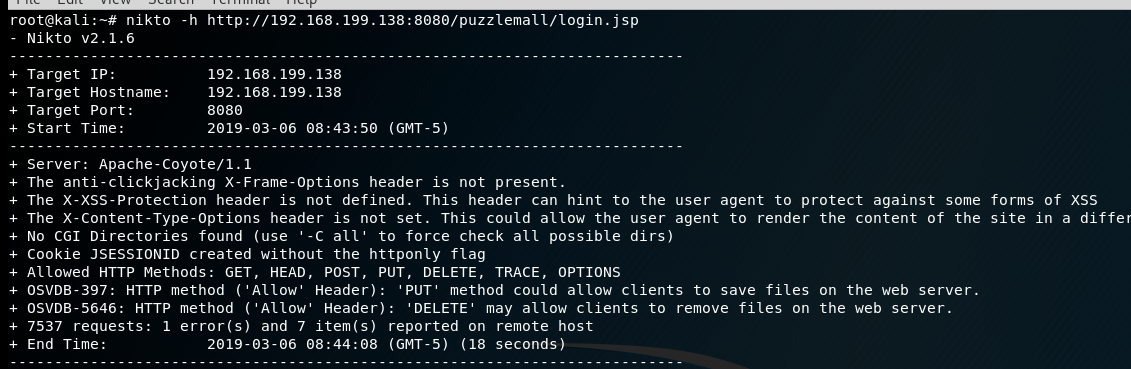 File Edit View Search Terminal Help
root@kali:~# nikto -h http://192.168.199.138:8080/puzzlemall/login.jsp
- Nikto v2.1.6
---------------------------------------------------------------------------
+ Target IP:          192.168.199.138
+ Target Hostname:    192.168.199.138
+ Target Port:        8080
+ Start Time:         2019-03-06 08:43:50 (GMT-5)
---------------------------------------------------------------------------
+ Server: Apache-Coyote/1.1
+ The anti-clickjacking X-Frame-Options header is not present.
+ The X-XSS-Protection header is not defined. This header can hint to the user agent to protect against some forms of XSS
+ The X-Content-Type-Options header is not set. This could allow the user agent to render the content of the site in a differ
+ No CGI Directories found (use '-C all' to force check all possible dirs)
+ Cookie JSESSIONID created without the httponly flag
+ Allowed HTTP Methods: GET, HEAD, POST, PUT, DELETE, TRACE, OPTIONS
+ OSVDB-397: HTTP method ('Allow' Header): 'PUT' method could allow clients to save files on the web server.
+ OSVDB-5646: HTTP method ('Allow' Header): 'DELETE' may allow clients to remove files on the web server.
+ 7537 requests: 1 error(s) and 7 item(s) reported on remote host
+ End Time:           2019-03-06 08:44:08 (GMT-5) (18 seconds)
---------------------------------------------------------------------------